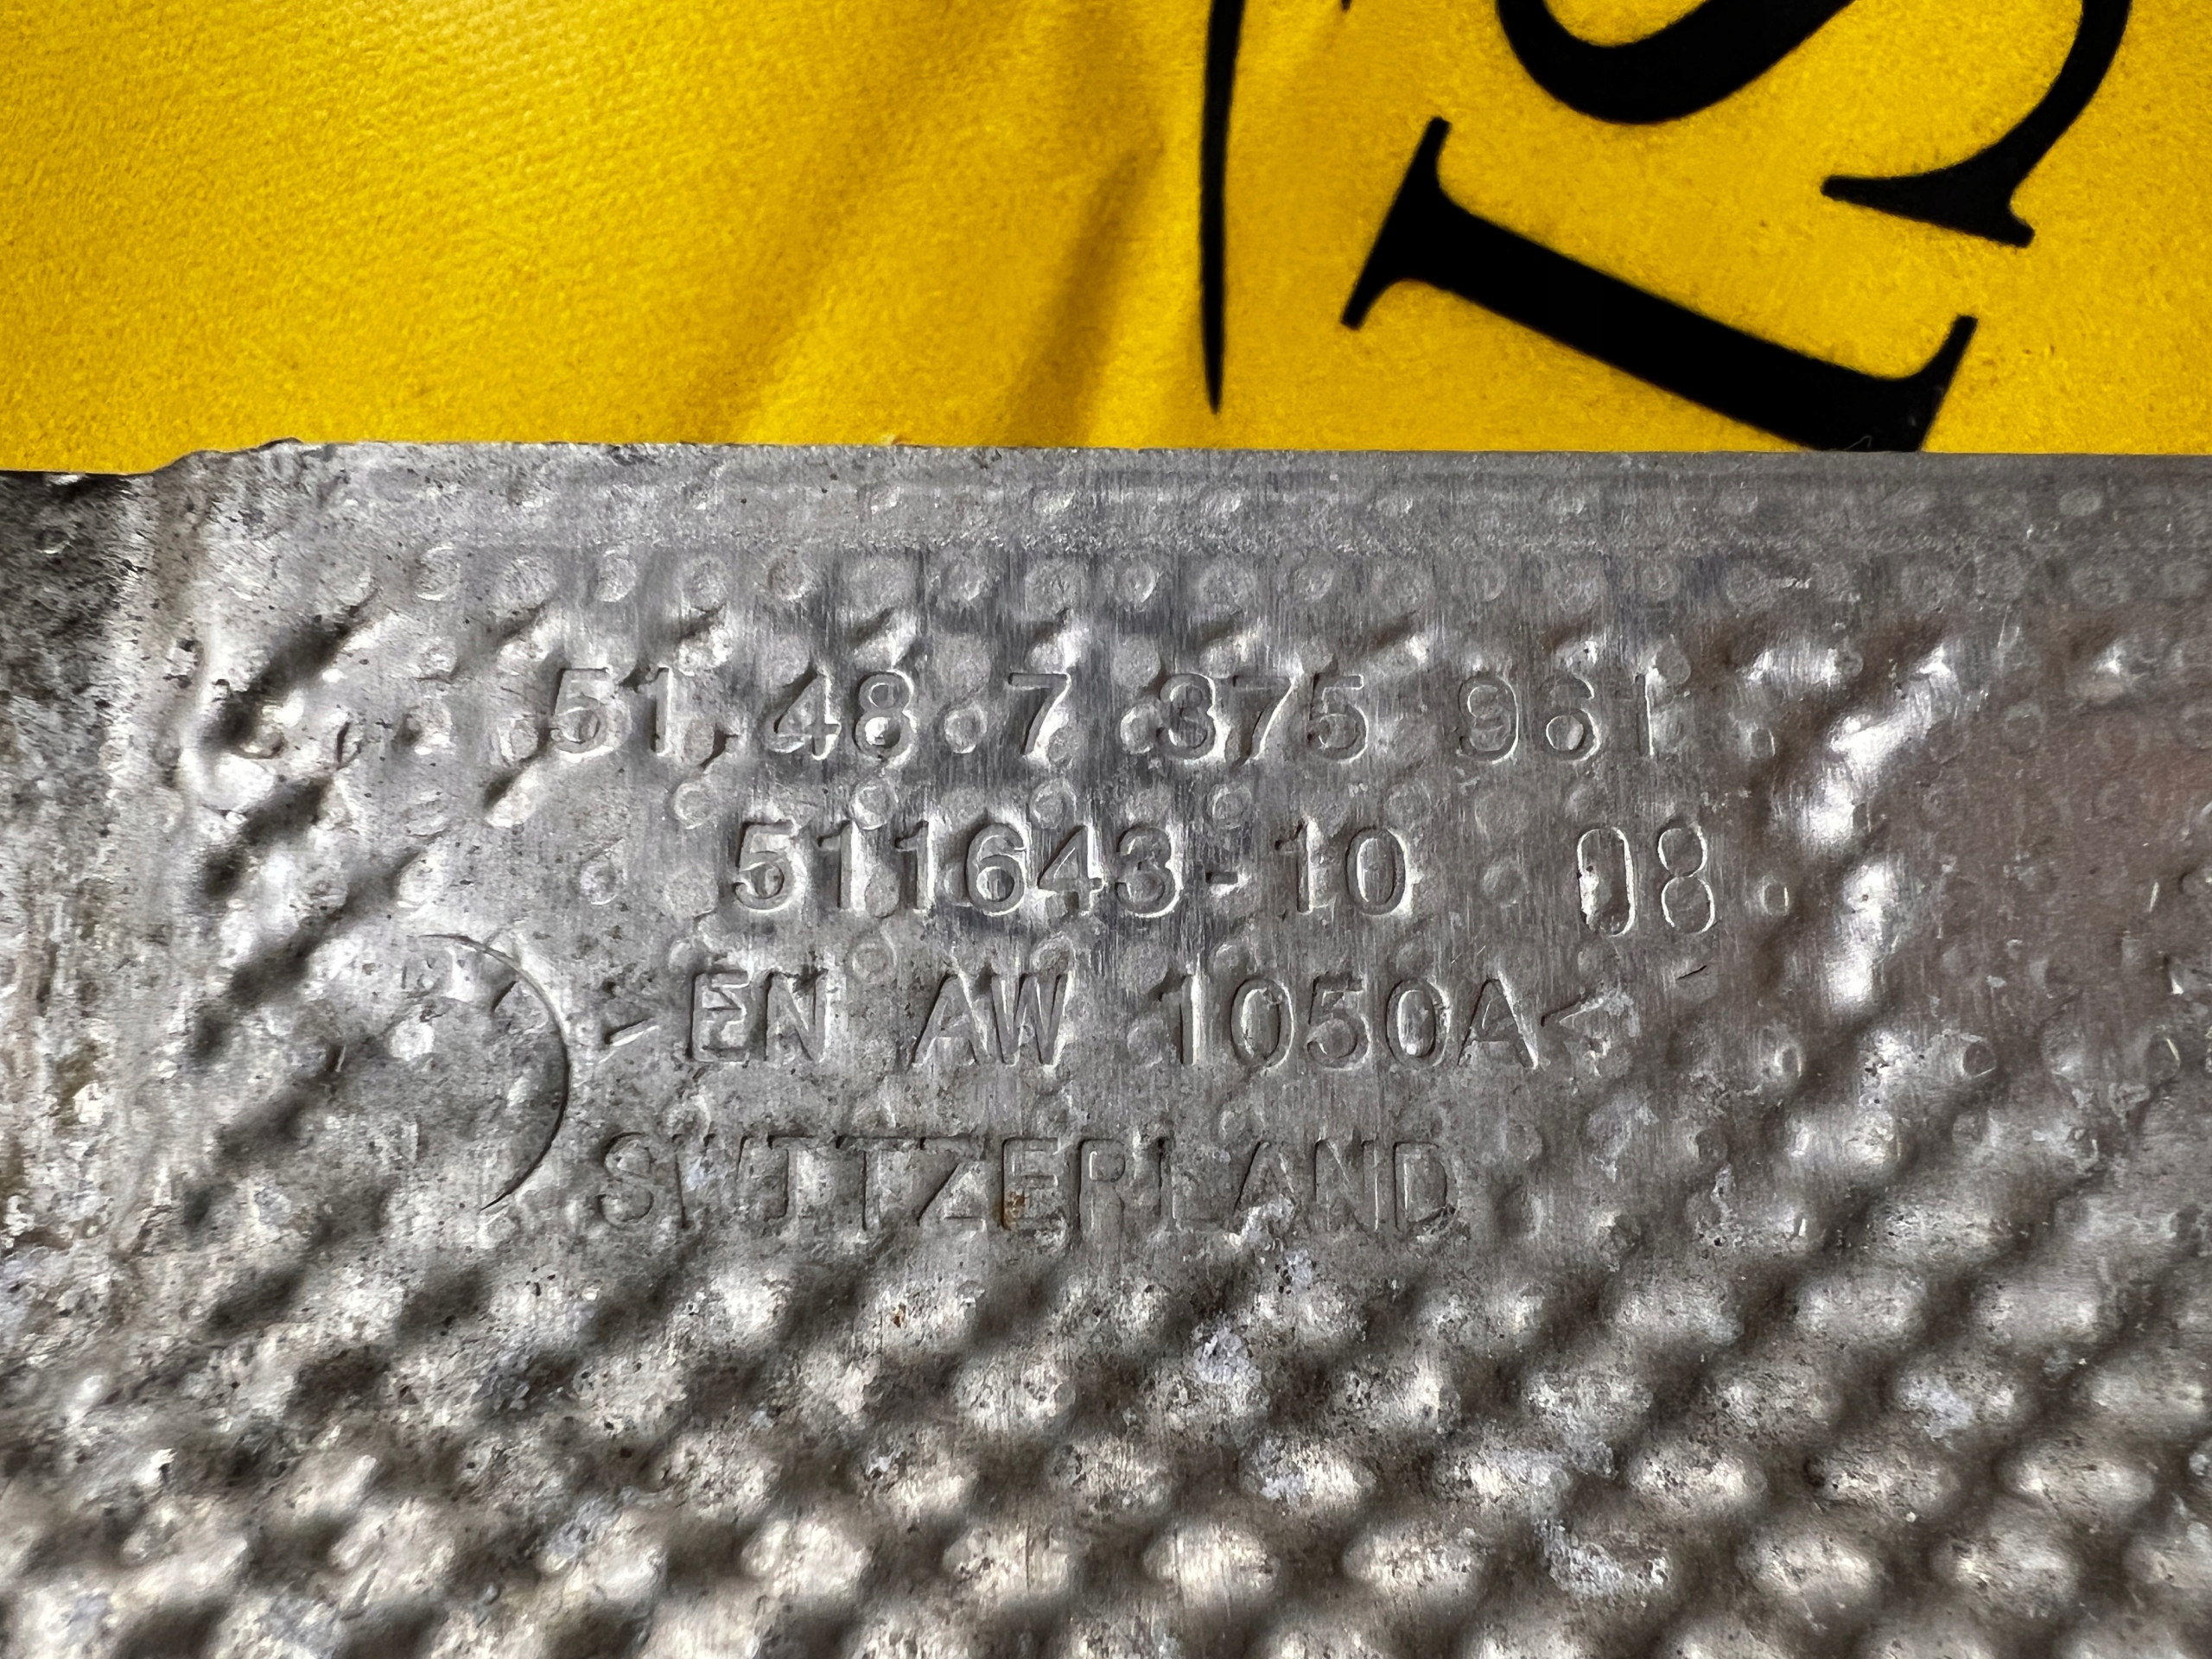 51.48.7 375 961
511643-10 08
>EN AW 1050A<
SWITZERLAND